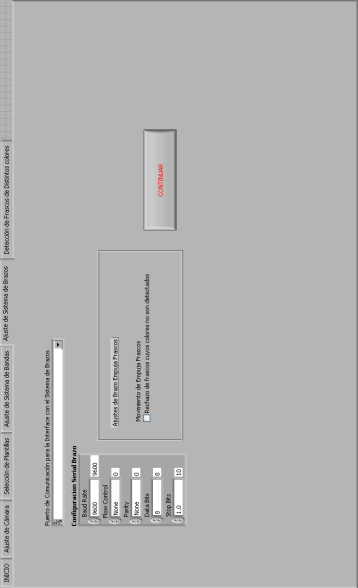 INICIO
Ajuste de Cámara
Selección de Plantillas
Ajuste de Sistema de Bandas
Ajuste de Sistema de Brazos
Detección de Frascos de Distintos colores
Puerto de Comunicación para la Interface con el Sistema de Brazos
Configuracion Serial Brazo
Baud Rate
9600
9600
Flow Control
None
0
Parity
None
0
Data Bits
8
8
Stop Bits
1.0
10
Ajustes de Brazo Empuja Frascos
Movimiento de Empuja Frascos
Rechazo de frascos cuyos colores no son detectados
CONTINUAR